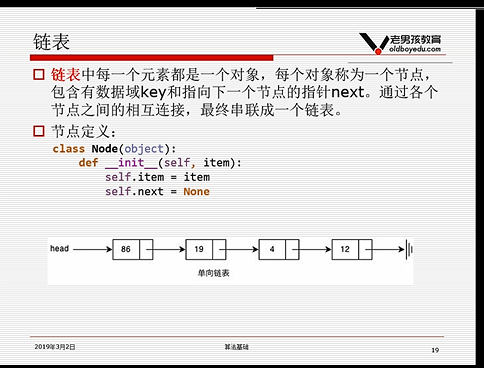 链表
老男孩教育
oldboyedu.com
链表中每一个元素都是一个对象，每个对象称为一个节点，
包含有数据域key和指向下一个节点的指针next。通过各个
节点之间的相互连接，最终串联成一个链表。
节点定义：
class Node(object):
    def __init__(self, item):
        self.item = item
        self.next = None
head 86 19 4 12
单向链表
2019年3月2日 算法基础 19